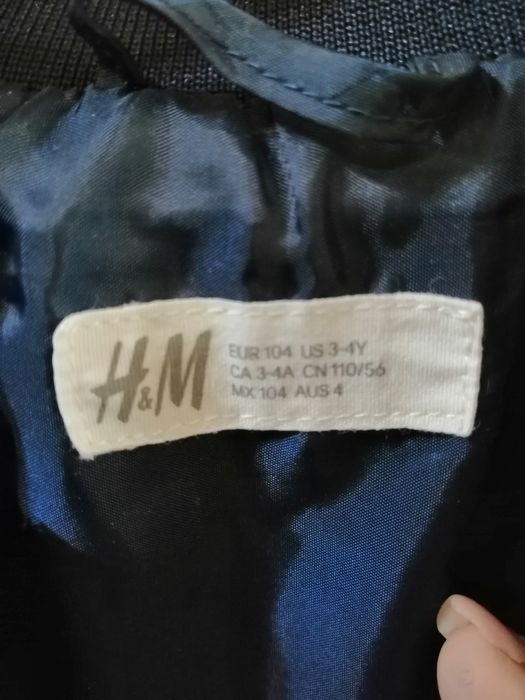 H&M
EUR 104 US 3-4Y
CA 3-4A CN 110/56
MX 104 AUS 4